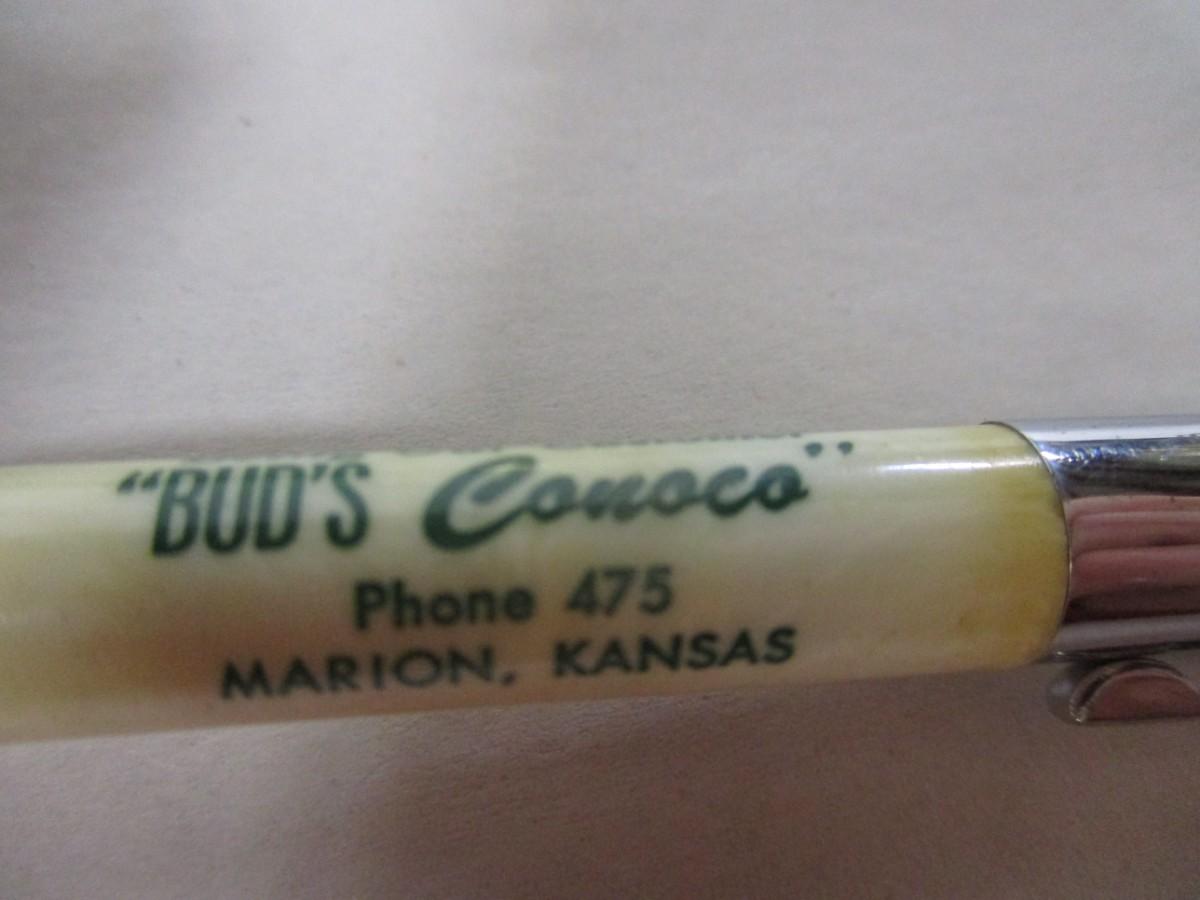 “BUD'S Conoco”
Phone 475
MARION, KANSAS